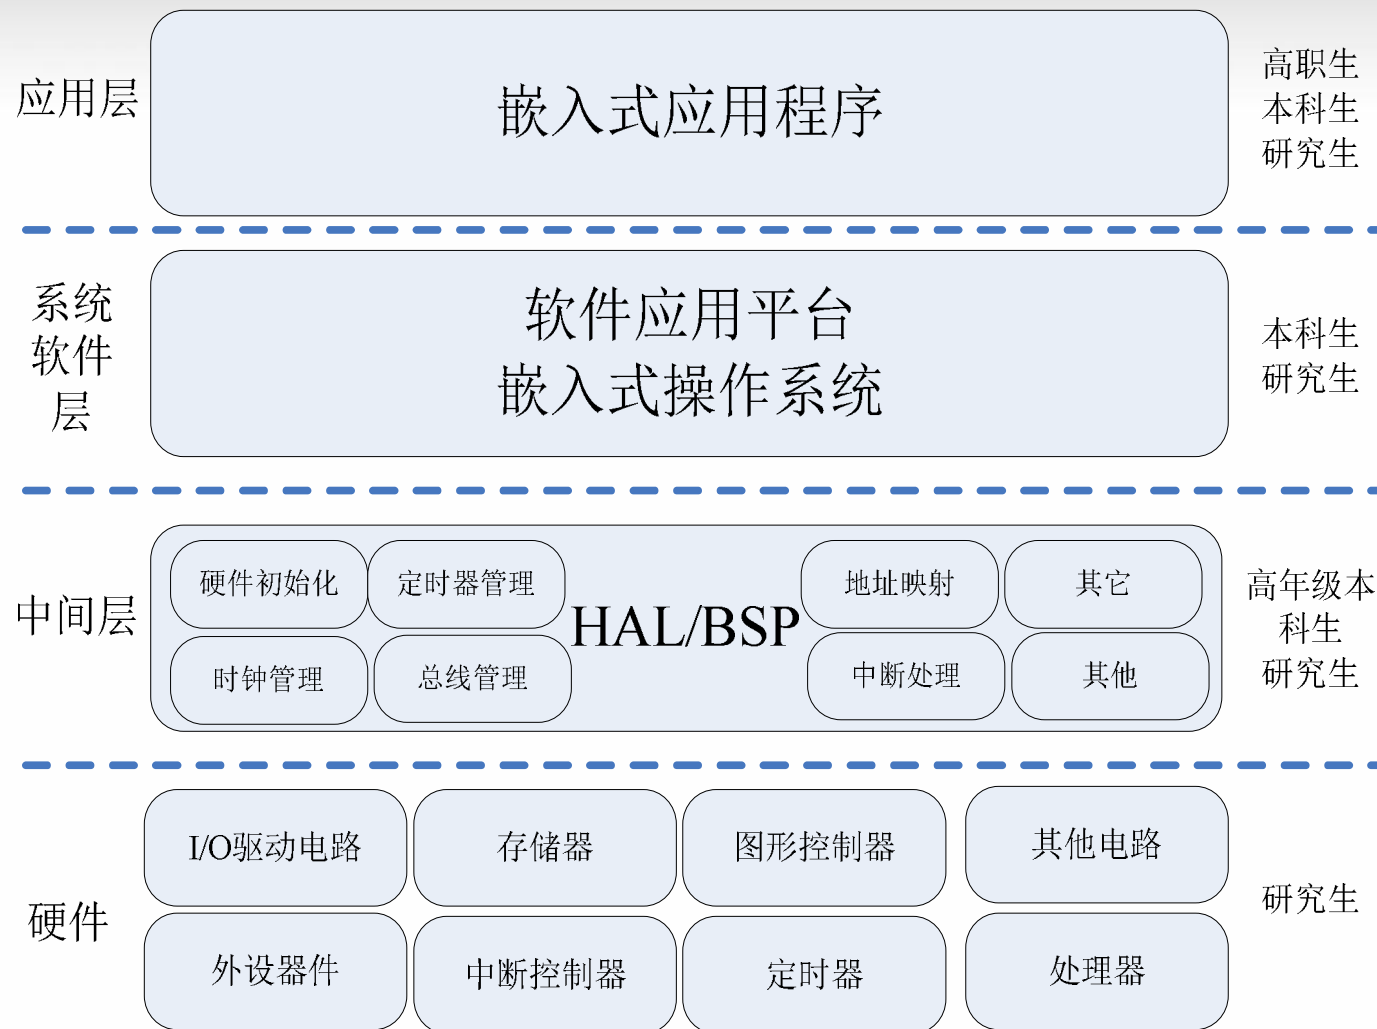 应用层
嵌入式应用程序
高职生
本科生
研究生
系统
软件
层
软件应用平台
嵌入式操作系统
本科生
研究生
中间层
硬件初始化
定时器管理
时钟管理
总线管理
HAL/BSP
地址映射
其它
中断处理
其他
高年级本
科生
研究生
硬件
I/O驱动电路
存储器
图形控制器
其他电路
外设器件
中断控制器
定时器
处理器
研究生